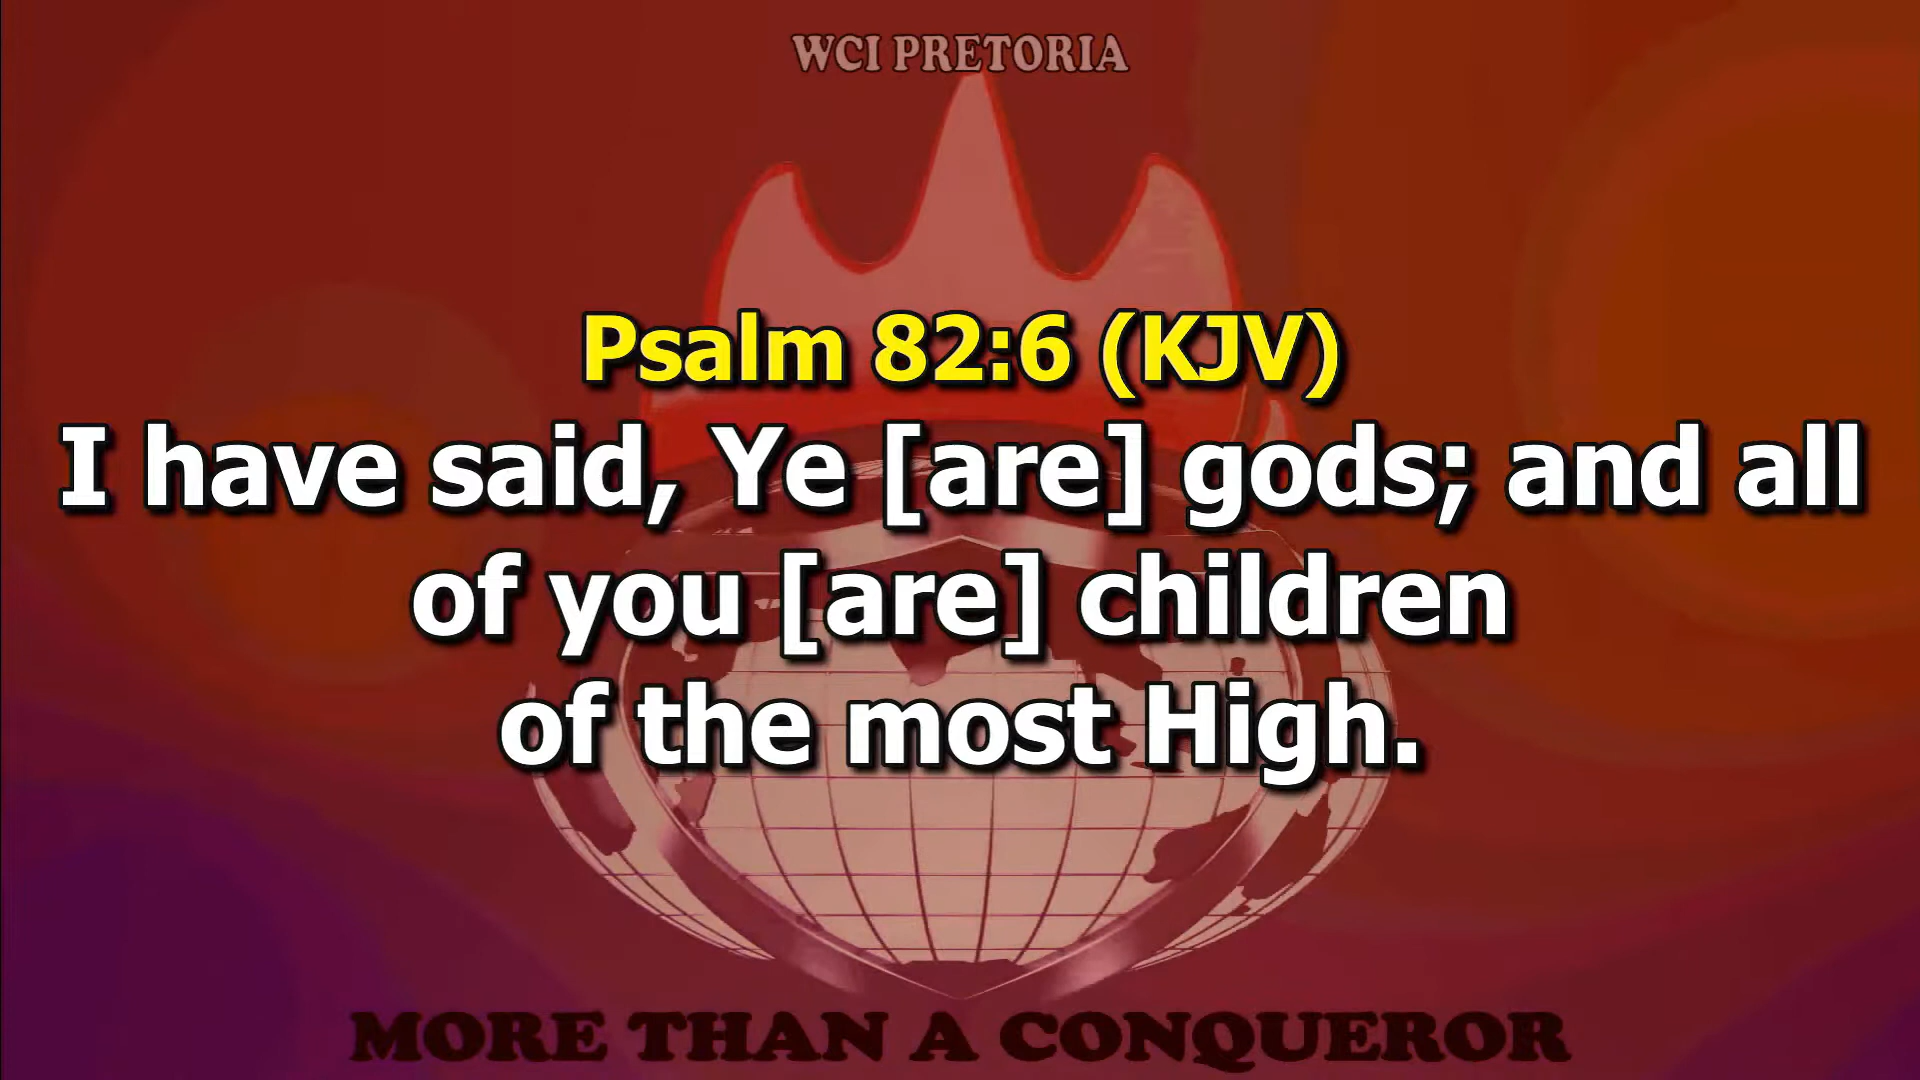 WCI PRETORIA
Psalm 82:6 (KJV)
I have said, Ye [are] gods; and all
of you [are] children
of the most High.
MORE THAN A CONQUEROR